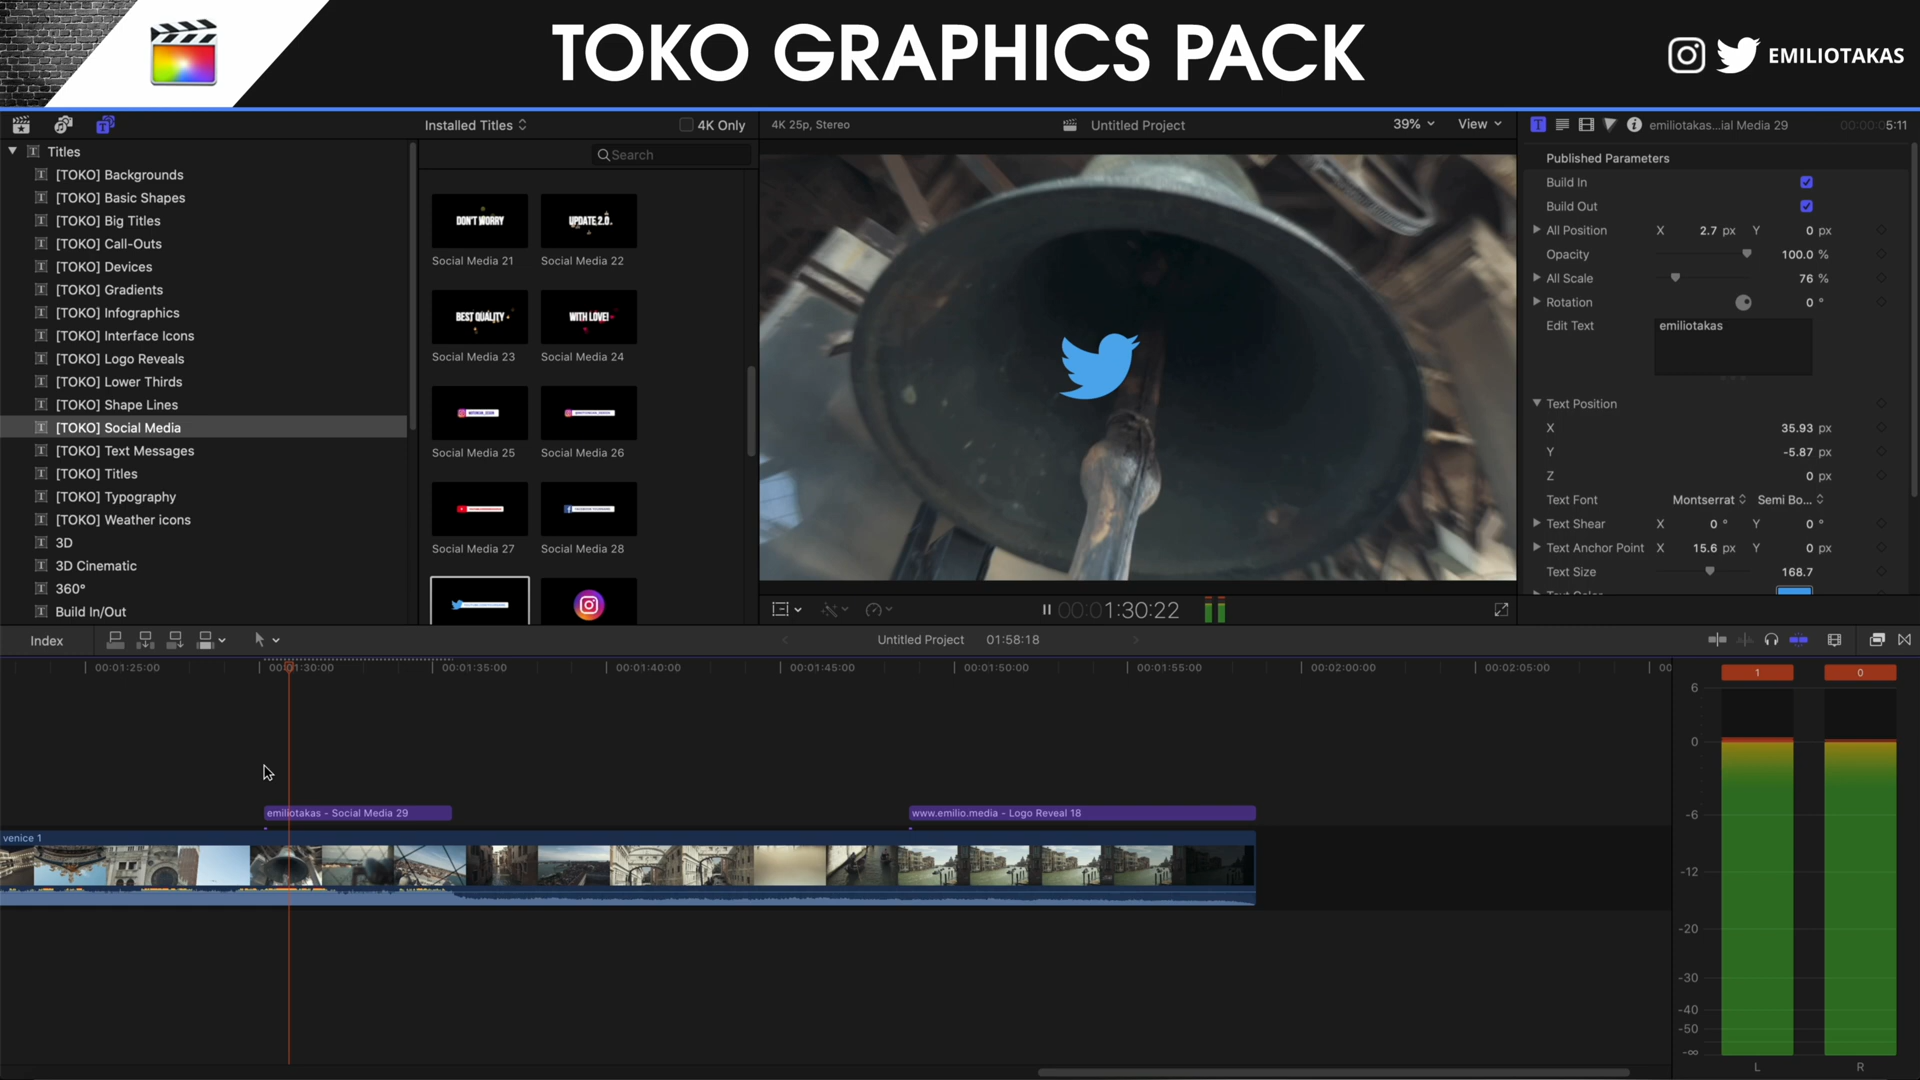 TOKO GRAPHICS PACK
EMILIOTAKAS
Installed Titles
4K Only
4K 25p, Stereo
Untitled Project
39%
View
emiliotakas...ial Media 29
00:00:05:11
Titles
[TOKO] Backgrounds
[TOKO] Basic Shapes
[TOKO] Big Titles
[TOKO] Call-Outs
[TOKO] Devices
[TOKO] Gradients
[TOKO] Infographics
[TOKO] Interface Icons
[TOKO] Logo Reveals
[TOKO] Lower Thirds
[TOKO] Shape Lines
[TOKO] Social Media
[TOKO] Text Messages
[TOKO] Titles
[TOKO] Typography
[TOKO] Weather icons
3D
3D Cinematic
360°
Build In/Out
Search
DON'T WORRY
UPDATE 2.0
Social Media 21
Social Media 22
BEST QUALITY
WITH LOVE!
Social Media 23
Social Media 24
Social Media 25
Social Media 26
Social Media 27
Social Media 28
Published Parameters
Build In
Build Out
All Position X 2.7 px Y 0 px
Opacity 100.0 %
All Scale 76 %
Rotation 0 °
Edit Text emiliotakas
Text Position
X 35.93 px
Y -5.87 px
Z 0 px
Text Font Montserrat Semi Bo...
Text Shear X 0 ° Y 0 °
Text Anchor Point X 15.6 px Y 0 px
Text Size 168.7
00:01:30:22
Index
Untitled Project 01:58:18
00:01:25:00
00:01:30:00
00:01:35:00
00:01:40:00
00:01:45:00
00:01:50:00
00:01:55:00
00:02:00:00
00:02:05:00
00
emiliotakas - Social Media 29
www.emilio.media - Logo Reveal 18
venice 1
1
0
6
0
-6
-12
-20
-30
-40
-50
-∞
L
R